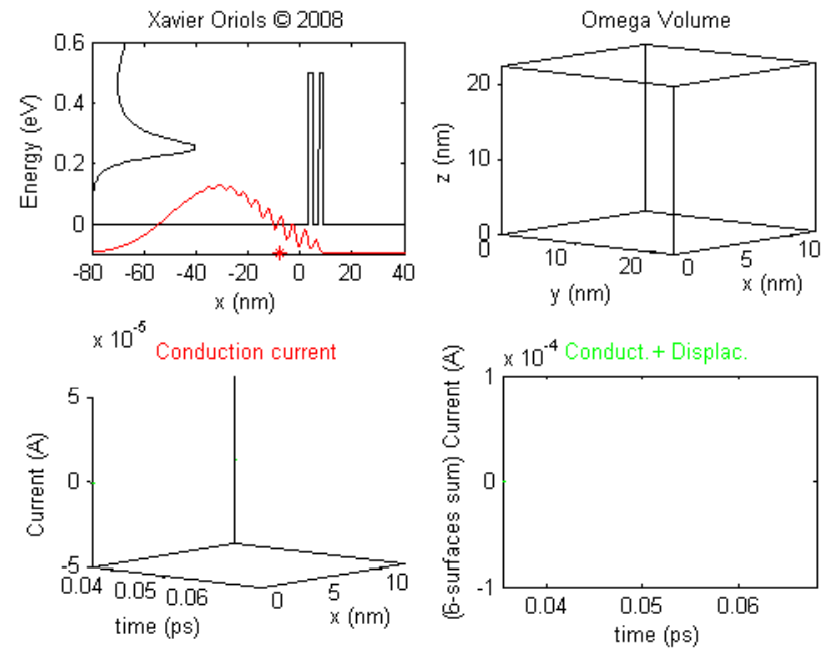 Xavier Oriols © 2008
Energy (eV)
0.6
0.4
0.2
0
-80 -60 -40 -20 0 20 40
x (nm)
Omega Volume
z (nm)
20
10
0
0 10 20
y (nm)
0 5 10
x (nm)
x 10-5
Conduction current
Current (A)
5
0
-5
0.04 0.05 0.06
time (ps)
0 5 10
x (nm)
x 10-4 Conduct.+ Displac.
(6-surfaces sum) Current (A)
1
0
-1
0.04 0.05 0.06
time (ps)